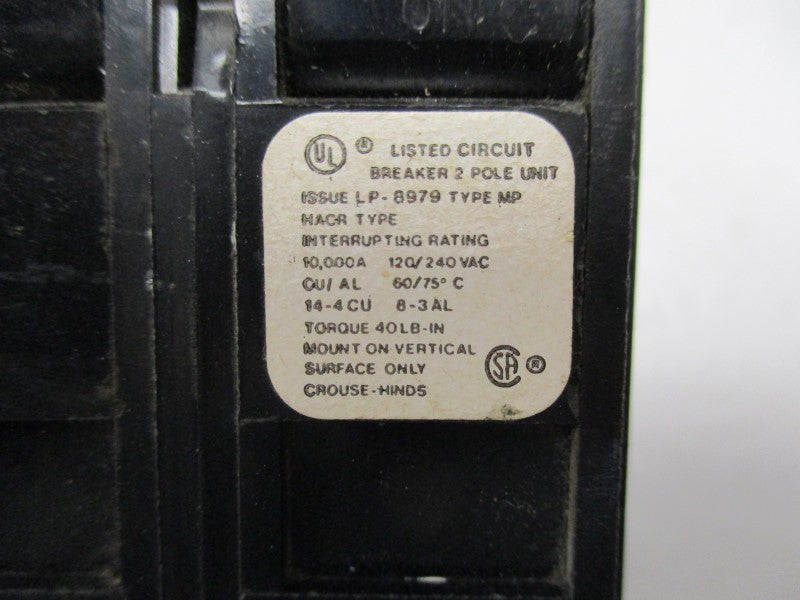 UL ® LISTED CIRCUIT
BREAKER 2 POLE UNIT
ISSUE LP-8979 TYPE MP
HACR TYPE
INTERRUPTING RATING
10,000A 120/240 VAC
CU/AL 60/75° C
14-4 CU 8-3 AL
TORQUE 40 LB-IN
MOUNT ON VERTICAL
SURFACE ONLY SA ®
CROUSE-HINDS